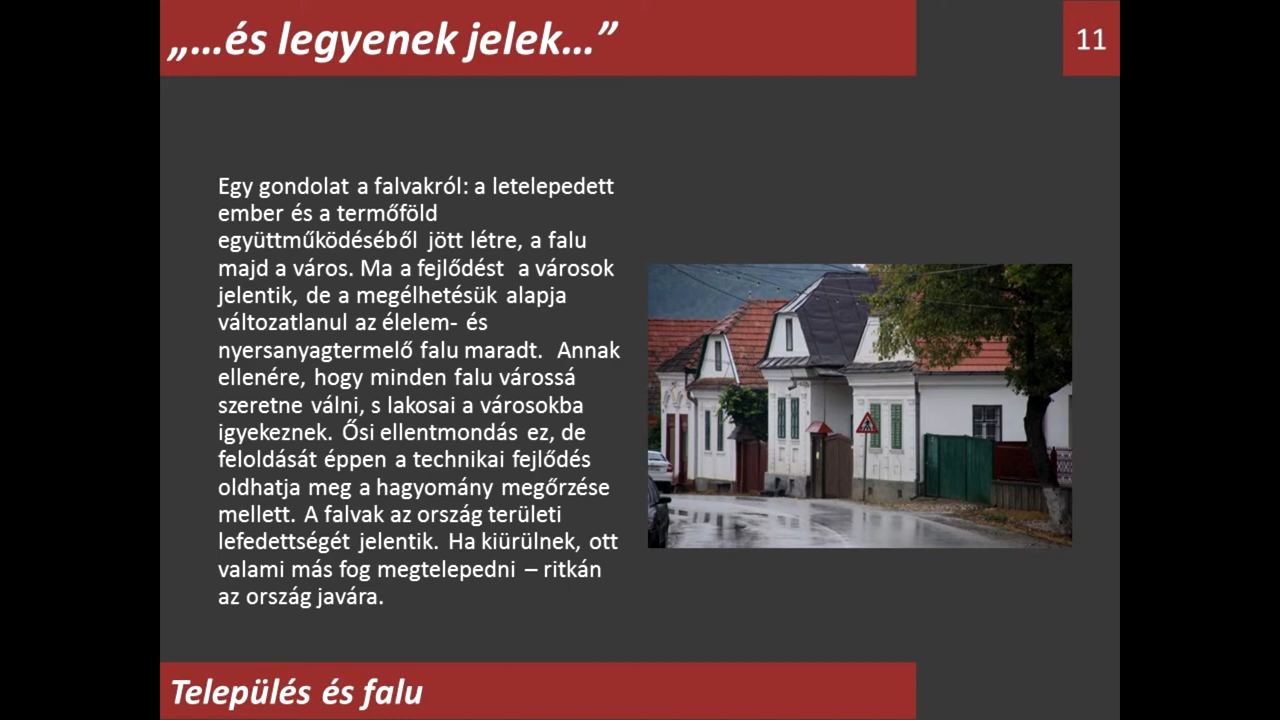 „…és legyenek jelek…”
11
Egy gondolat a falvakról: a letelepedett
ember és a termőföld
együttműködéséből jött létre, a falu
majd a város. Ma a fejlődést a városok
jelentik, de a megélhetésük alapja
változatlanul az élelem- és
nyersanyagtermelő falu maradt. Annak
ellenére, hogy minden falu várossá
szeretne válni, s lakosai a városokba
igyekeznek. Ősi ellentmondás ez, de
feloldását éppen a technikai fejlődés
oldhatja meg a hagyomány megőrzése
mellett. A falvak az ország területi
lefedettségét jelentik. Ha kiürülnek, ott
valami más fog megtelepedni – ritkán
az ország javára.
Település és falu